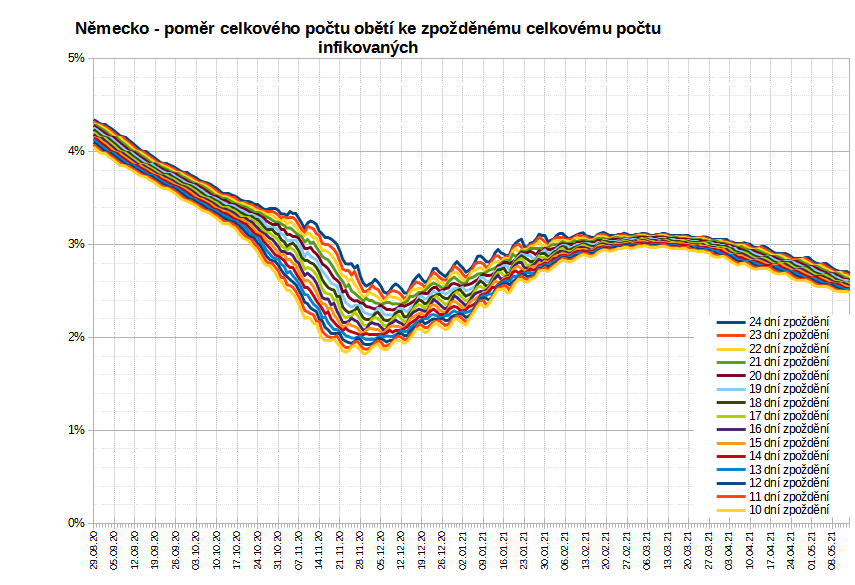 Německo - poměr celkového počtu obětí ke zpožděnému celkovému počtu
infikovaných
5%
4%
3%
2%
1%
0%
24 dní zpoždění
23 dní zpoždění
22 dní zpoždění
21 dní zpoždění
20 dní zpoždění
19 dní zpoždění
18 dní zpoždění
17 dní zpoždění
16 dní zpoždění
15 dní zpoždění
14 dní zpoždění
13 dní zpoždění
12 dní zpoždění
11 dní zpoždění
10 dní zpoždění
29.08.20
05.09.20
12.09.20
19.09.20
26.09.20
03.10.20
10.10.20
17.10.20
24.10.20
31.10.20
07.11.20
14.11.20
21.11.20
28.11.20
05.12.20
12.12.20
19.12.20
26.12.20
02.01.21
09.01.21
16.01.21
23.01.21
30.01.21
06.02.21
13.02.21
20.02.21
27.02.21
06.03.21
13.03.21
20.03.21
27.03.21
03.04.21
10.04.21
17.04.21
24.04.21
01.05.21
08.05.21